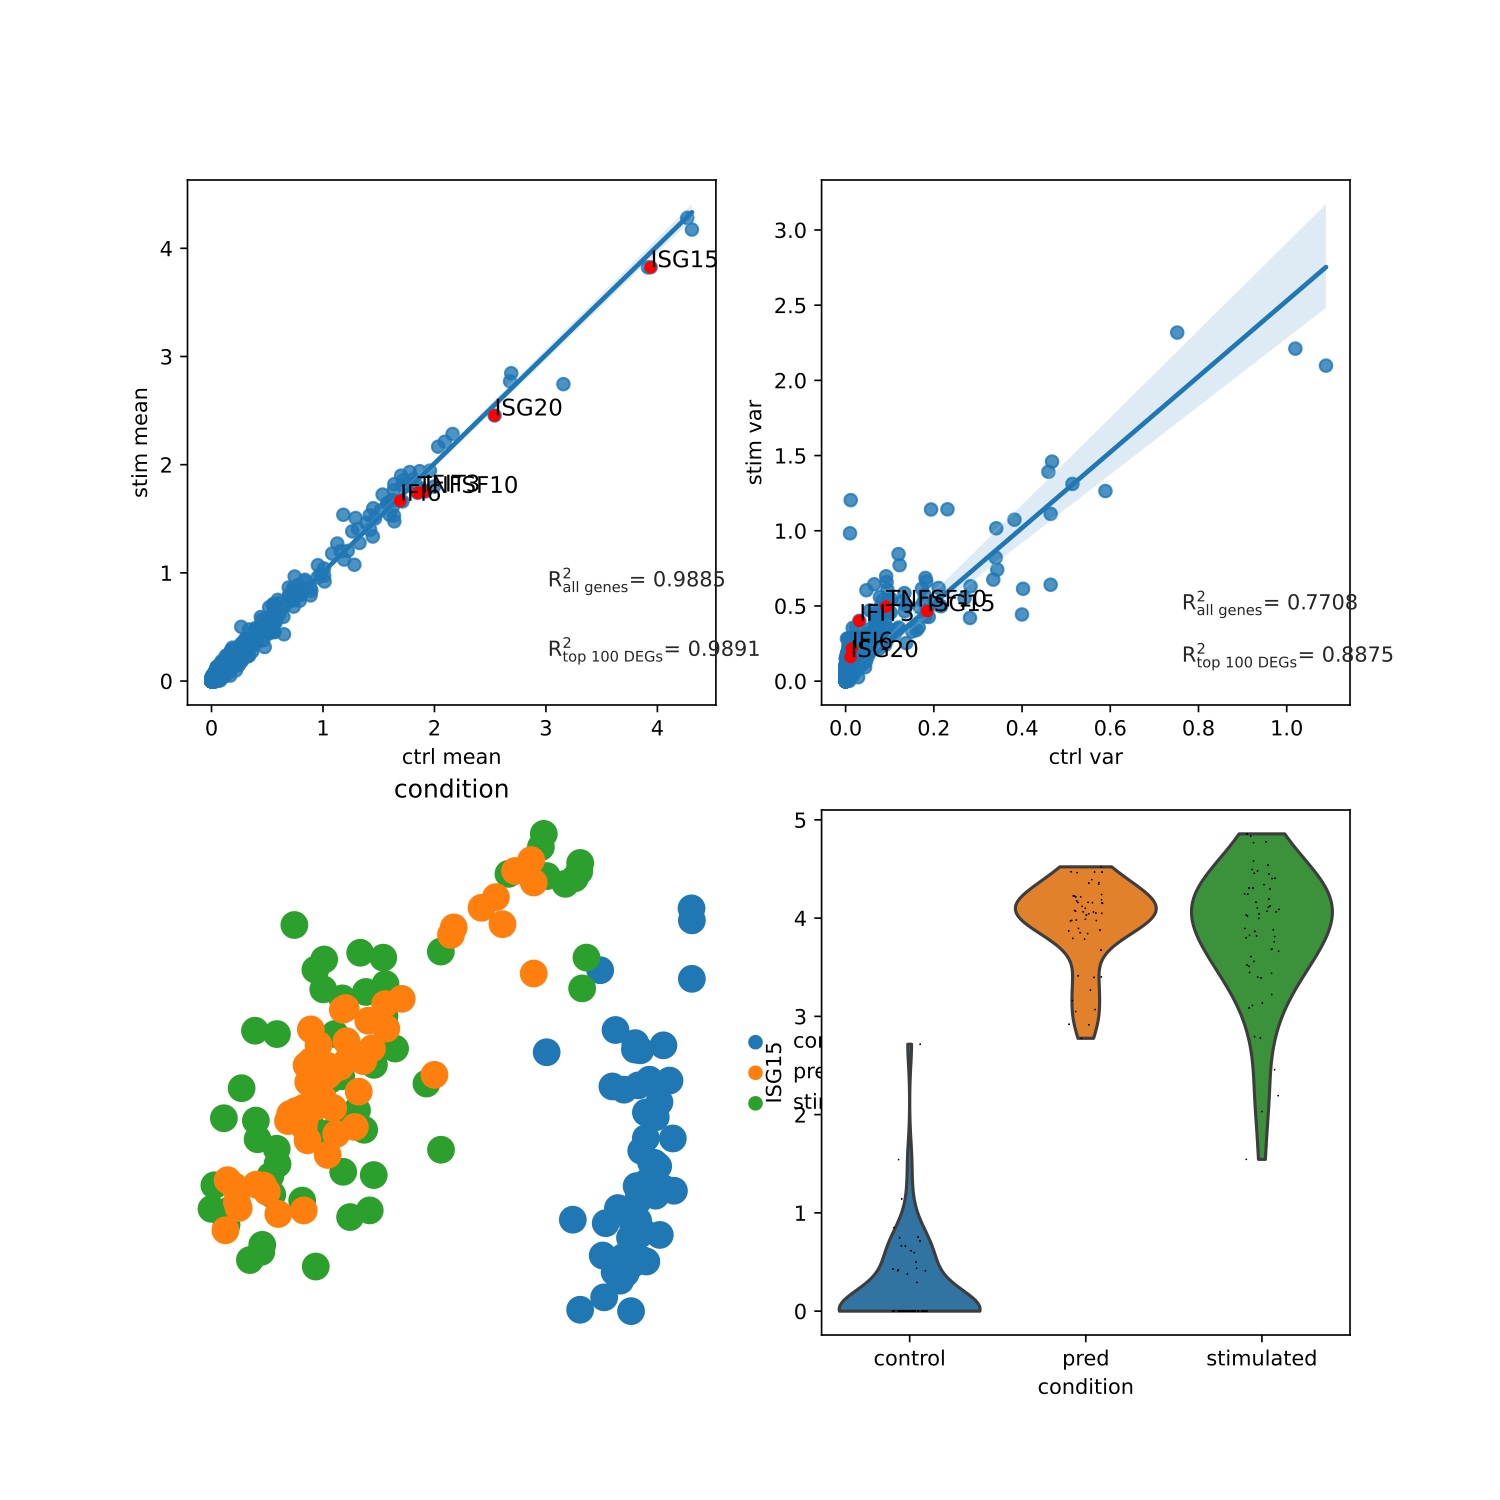 4
3
2
1
0
stim mean
ISG15
ISG20
IFIT3
TNFSF10
IFI6
R2all genes= 0.9885
R2top 100 DEGs= 0.9891
0 1 2 3 4
ctrl mean
3.0
2.5
2.0
1.5
1.0
0.5
0.0
stim var
TNFSF10
ISG15
IFIT3
IFI6
ISG20
R2all genes= 0.7708
R2top 100 DEGs= 0.8875
0.0 0.2 0.4 0.6 0.8 1.0
ctrl var
condition
5
4
3
2
1
0
ISG15
control pred stimulated
condition